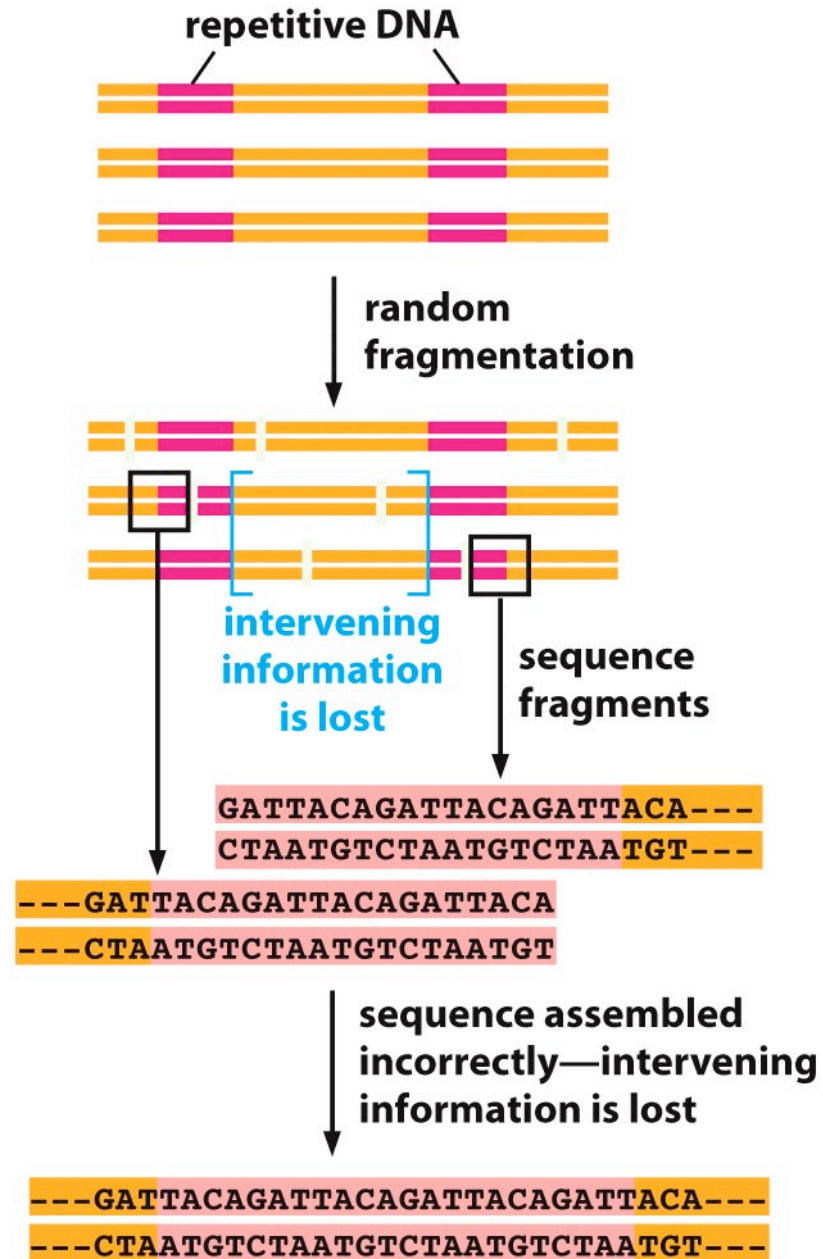 repetitive DNA
random
fragmentation
intervening
information
is lost
sequence
fragments
GATTACAGATTACAGATTACA---
CTAATGTCTAATGTCTAATGT---
---GATTACAGATTACAGATTACA
---CTAATGTCTAATGTCTAATGT
sequence assembled
incorrectly—intervening
information is lost
---GATTACAGATTACAGATTACAGATTACA---
---CTAATGTCTAATGTCTAATGTCTAATGT---